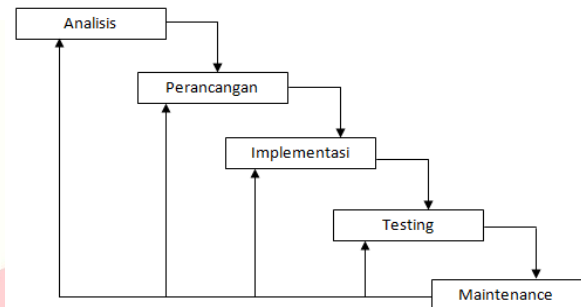 Analisis
Perancangan
Implementasi
Testing
Maintenance